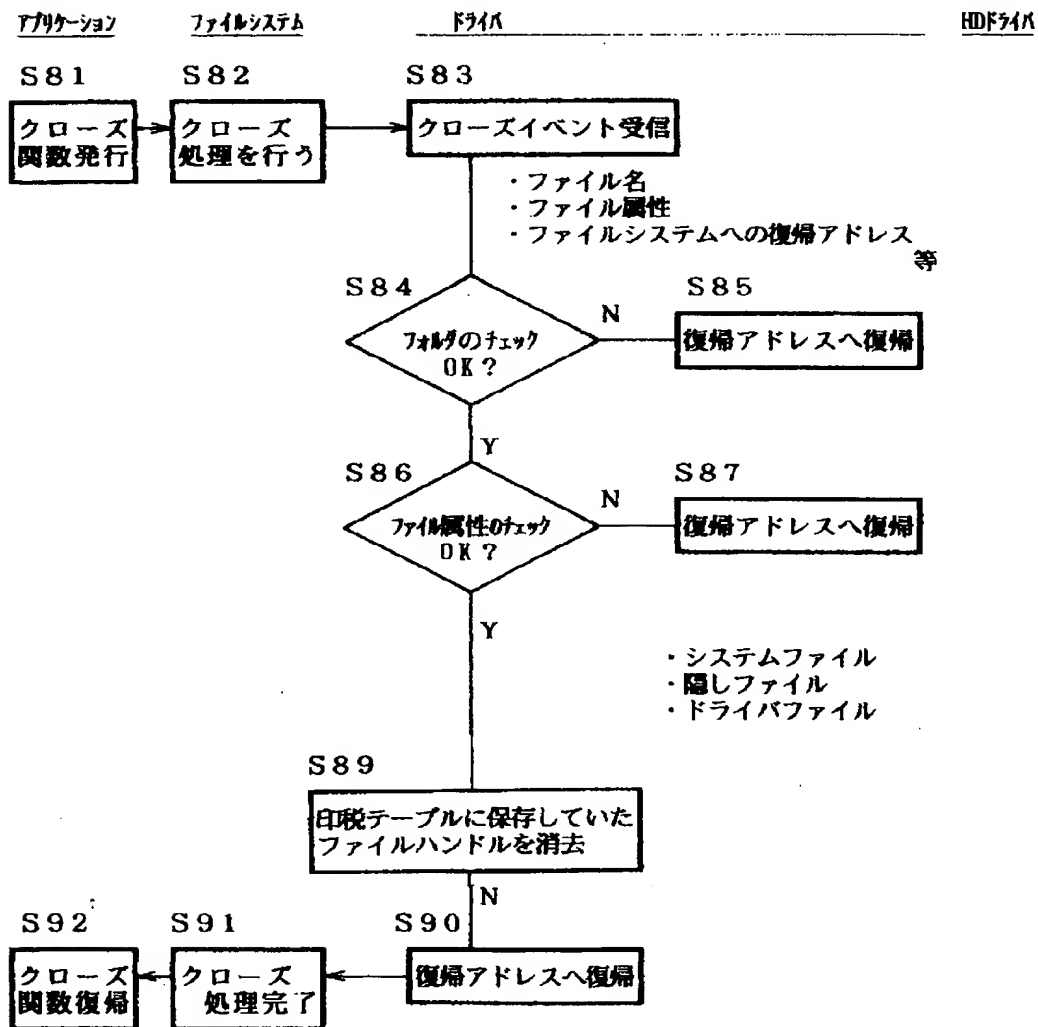 アプリケーション ファイルシステム ドライバ HDドライバ
S81 S82 S83
クローズ
関数発行
クローズ
処理を行う
クローズイベント受信
・ファイル名
・ファイル属性
・ファイルシステムへの復帰アドレス
等
S84
フォルダのチェック
OK?
N
S85
復帰アドレスへ復帰
Y
S86
ファイル属性のチェック
OK?
N
S87
復帰アドレスへ復帰
Y
・システムファイル
・隠しファイル
・ドライバファイル
S89
印税テーブルに保存していた
ファイルハンドルを消去
N
S92 S91 S90
クローズ
関数復帰
クローズ
処理完了
復帰アドレスへ復帰